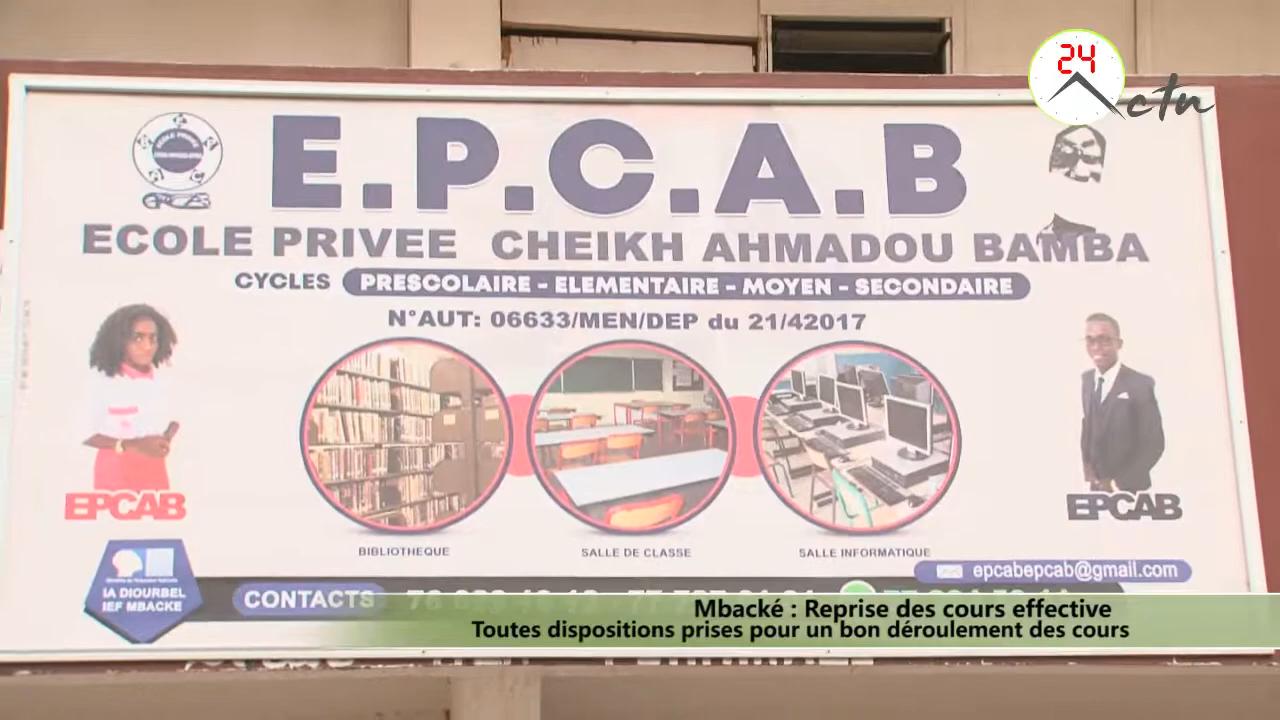 24
ctn
E.P.C.A.B
ECOLE PRIVEE CHEIKH AHMADOU BAMBA
CYCLES PRESCOLAIRE - ELEMENTAIRE - MOYEN - SECONDAIRE
N°AUT: 06633/MEN/DEP du 21/42017
EPCAB
EPCAB
BIBLIOTHEQUE
SALLE DE CLASSE
SALLE INFORMATIQUE
epcabepcab@gmail.com
IA DIOURBEL
IEF MBACKE
CONTACTS
Mbacké : Reprise des cours effective
Toutes dispositions prises pour un bon déroulement des cours